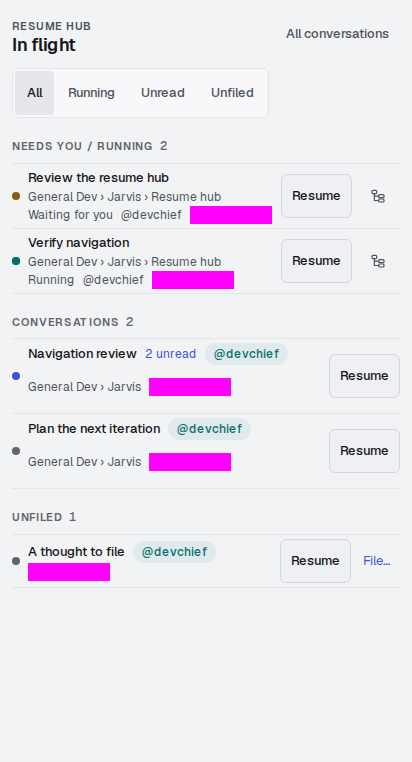 RESUME HUB
In flight
All conversations
All
Running
Unread
Unfiled
NEEDS YOU / RUNNING 2
Review the resume hub
General Dev › Jarvis › Resume hub
Waiting for you @devchief
Resume
Verify navigation
General Dev › Jarvis › Resume hub
Running @devchief
Resume
CONVERSATIONS 2
Navigation review 2 unread @devchief
General Dev › Jarvis
Resume
Plan the next iteration @devchief
General Dev › Jarvis
Resume
UNFILED 1
A thought to file @devchief
Resume
File…